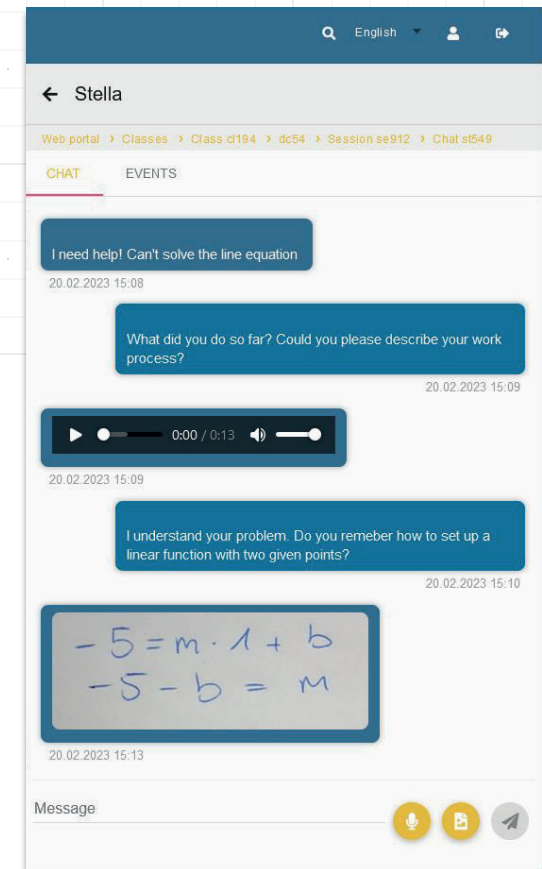 English
Stella
Web portal > Classes > Class cl194 > dc54 > Session se912 > Chat st549
CHAT EVENTS
I need help! Can't solve the line equation
20.02.2023 15:08
What did you do so far? Could you please describe your work
process?
20.02.2023 15:09
0:00 / 0:13
20.02.2023 15:09
I understand your problem. Do you remeber how to set up a
linear function with two given points?
20.02.2023 15:10
-5 = m · 1 + b
-5 - b = m
20.02.2023 15:13
Message